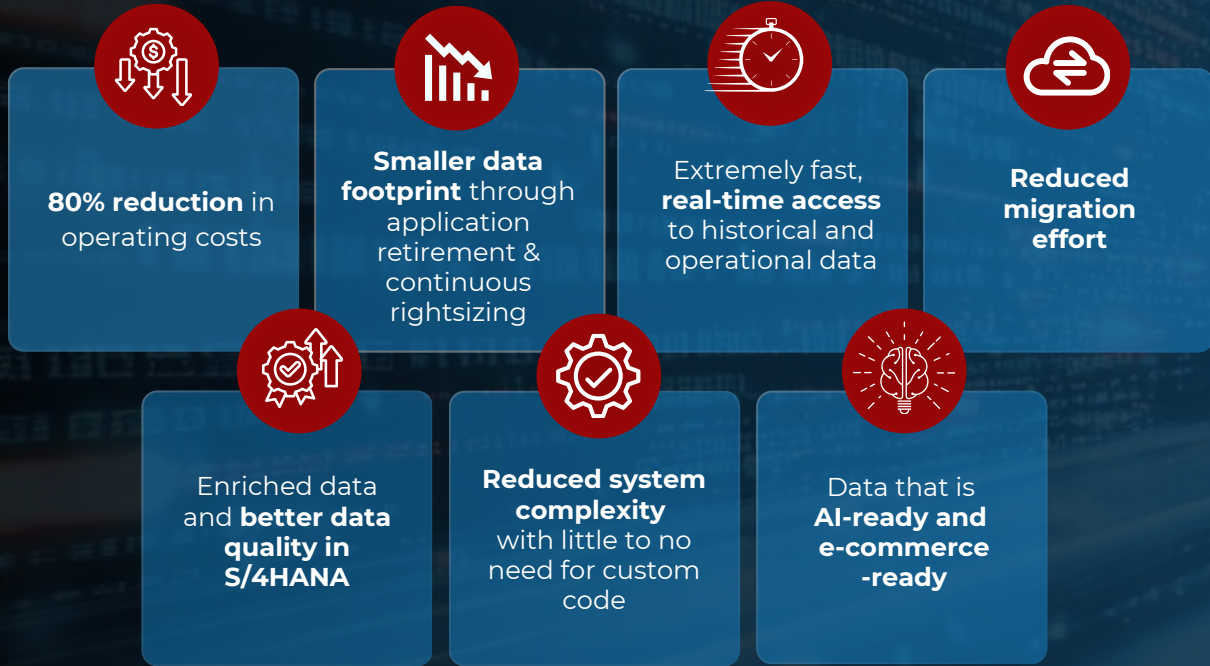 80% reduction in
operating costs
Smaller data
footprint through
application
retirement &
continuous
rightsizing
Extremely fast,
real-time access
to historical and
operational data
Reduced
migration
effort
Enriched data
and better data
quality in
S/4HANA
Reduced system
complexity
with little to no
need for custom
code
Data that is
AI-ready and
e-commerce
-ready